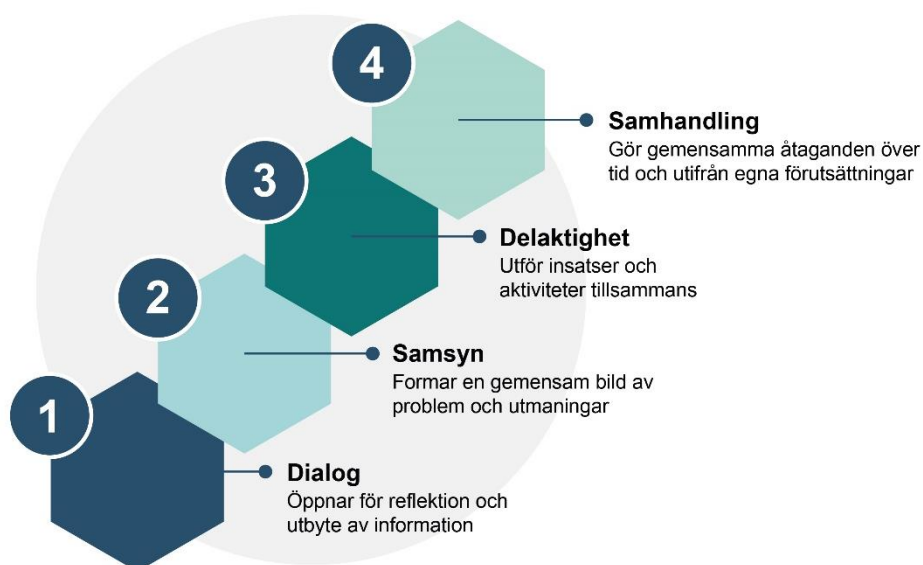 4
Samhandling
Gör gemensamma åtaganden över
tid och utifrån egna förutsättningar
3
Delaktighet
Utför insatser och
aktiviteter tillsammans
2
Samsyn
Formar en gemensam bild av
problem och utmaningar
1
Dialog
Öppnar för reflektion och
utbyte av information